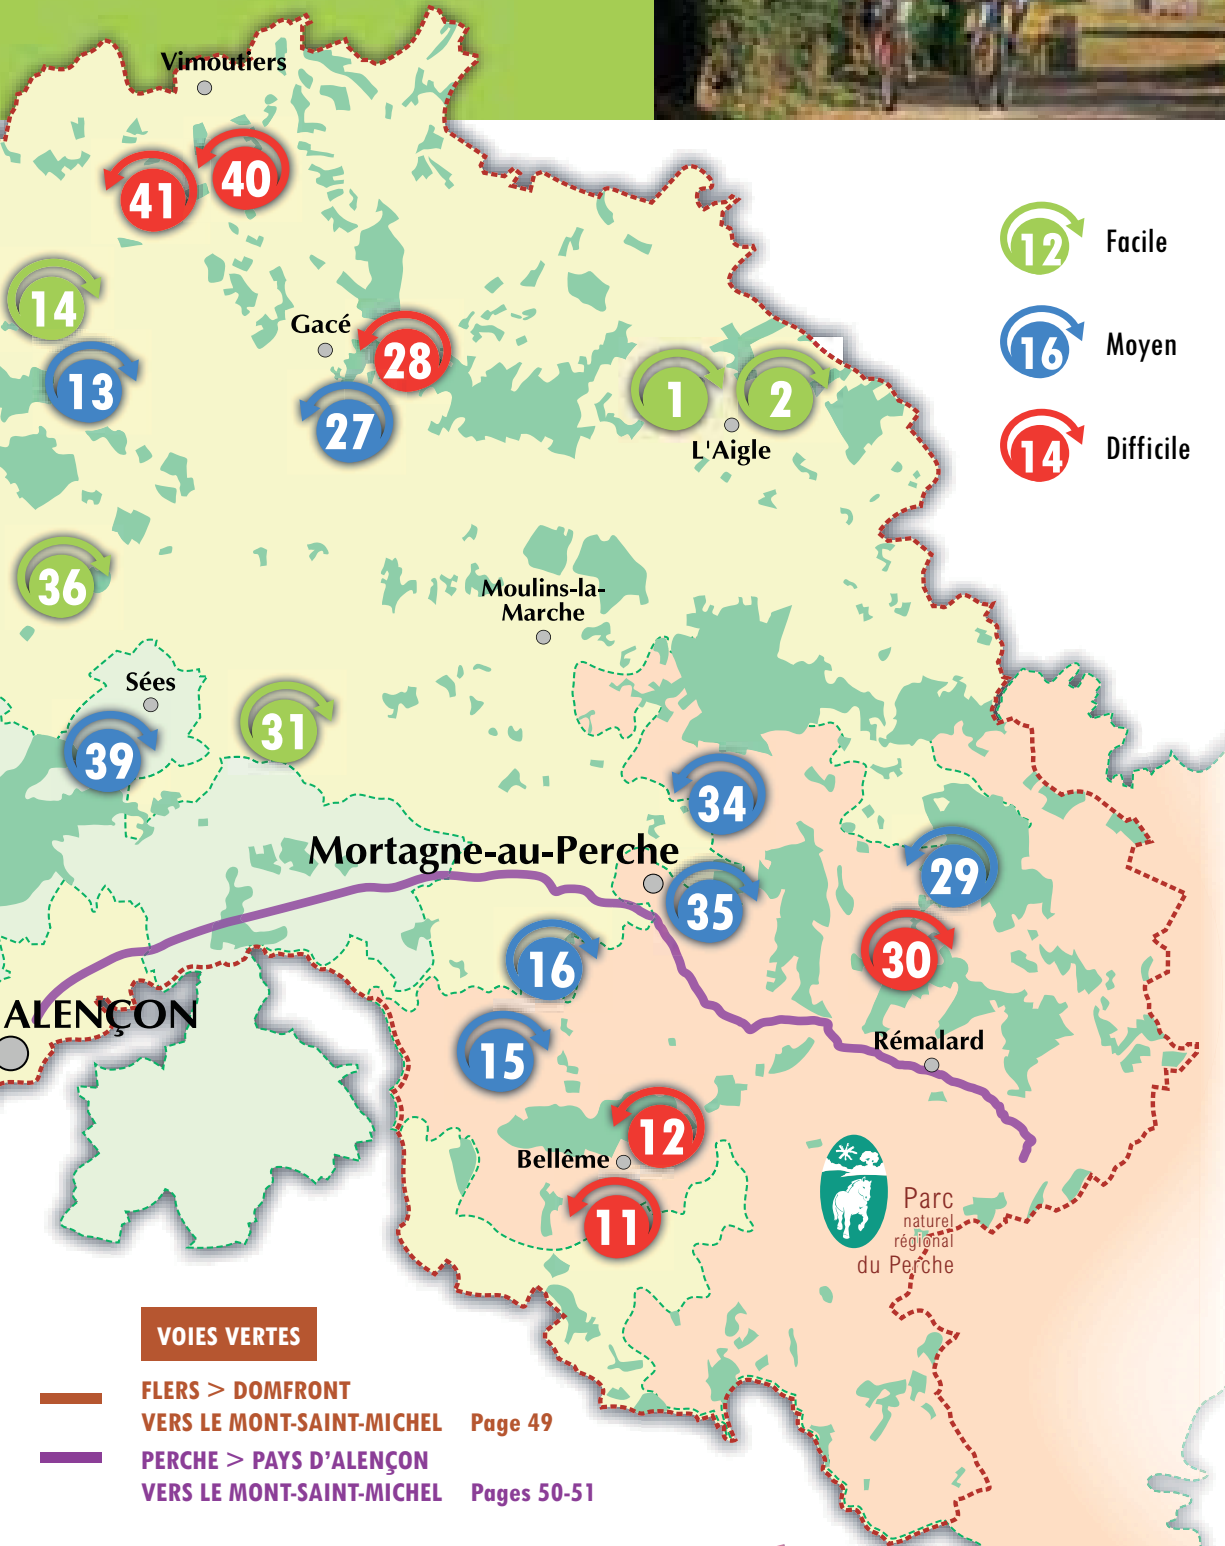 Vimoutiers
41
40
12 Facile
14
Gacé
28
16 Moyen
13
27
1
2
L'Aigle
14 Difficile
36
Moulins-la-
Marche
Sées
39
31
34
Mortagne-au-Perche
35
29
16
30
ALENÇON
15
Rémalard
12
Bellême
11
Parc
naturel
régional
du Perche
VOIES VERTES
FLERS > DOMFRONT
VERS LE MONT-SAINT-MICHEL Page 49
PERCHE > PAYS D’ALENÇON
VERS LE MONT-SAINT-MICHEL Pages 50-51